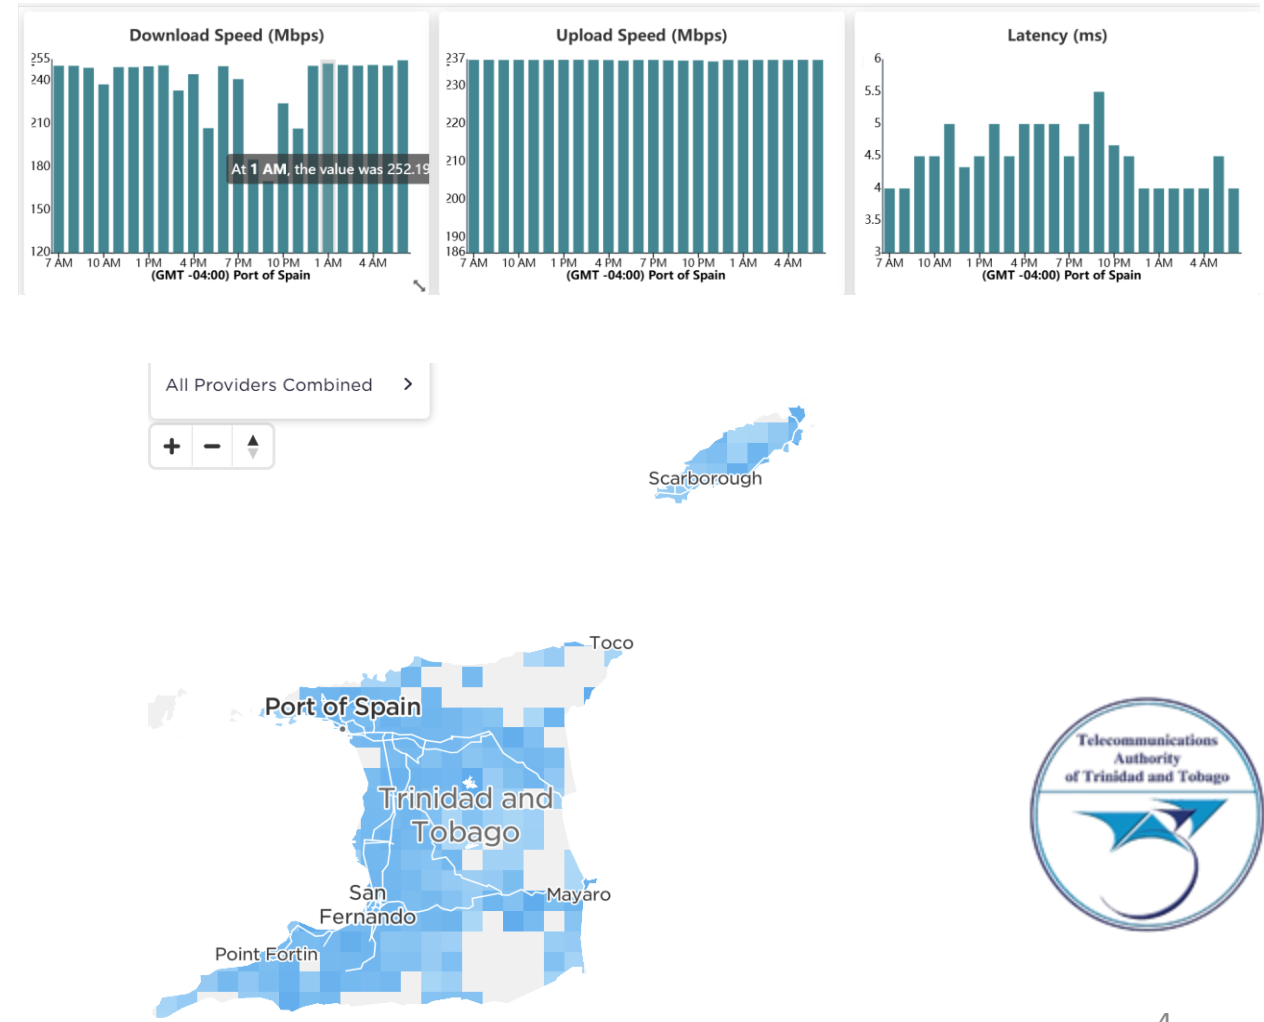 Download Speed (Mbps)
255
240
210
180
150
120
At 1 AM, the value was 252.19
7 AM 10 AM 1 PM 4 PM 7 PM 10 PM 1 AM 4 AM
(GMT -04:00) Port of Spain
Upload Speed (Mbps)
237
230
220
210
200
190
186
7 AM 10 AM 1 PM 4 PM 7 PM 10 PM 1 AM 4 AM
(GMT -04:00) Port of Spain
Latency (ms)
6
5.5
5
4.5
4
3.5
3
7 AM 10 AM 1 PM 4 PM 7 PM 10 PM 1 AM 4 AM
(GMT -04:00) Port of Spain
All Providers Combined
Scarborough
Toco
Port of Spain
Trinidad and
Tobago
San
Fernando
Mayaro
Point Fortin
Telecommunications
Authority
of Trinidad and Tobago
4